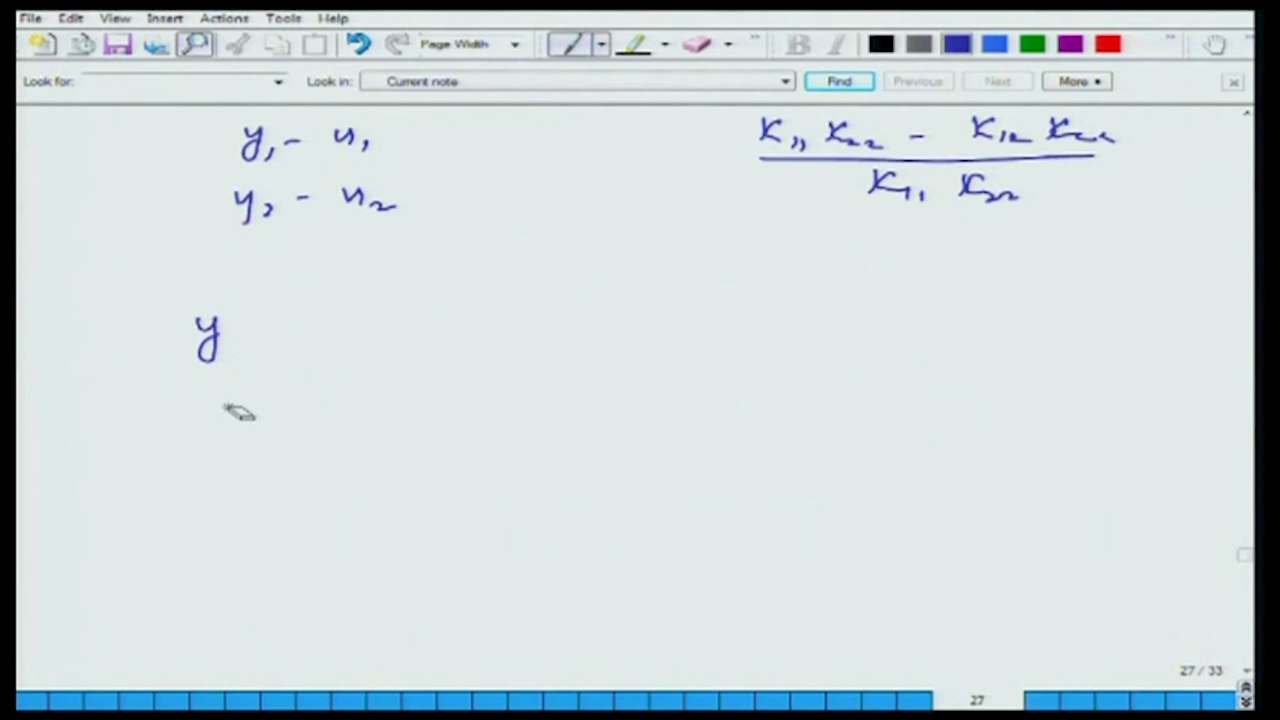 File Edit View Insert Actions Tools Help
Page Width
Look for: Look in: Current note Find Previous Next More
y₁ - u₁
y₂ - u₂
K₁₁ K₂₂ - K₁₂
K₁₁ K₂₂
y
27 / 33
27